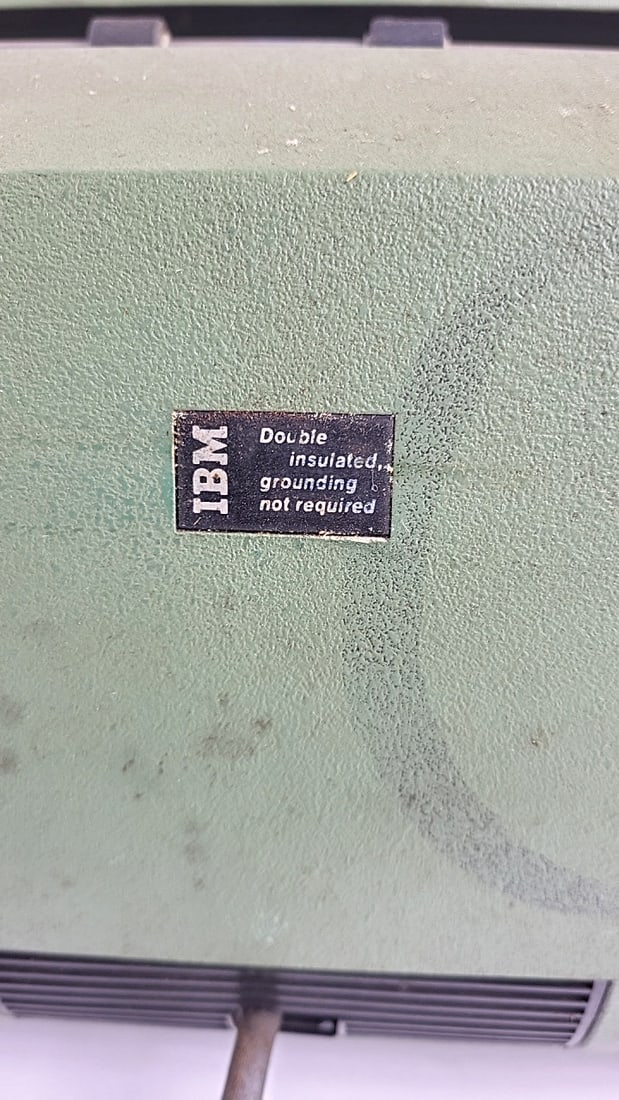 IBM
Double
insulated,
grounding
not required